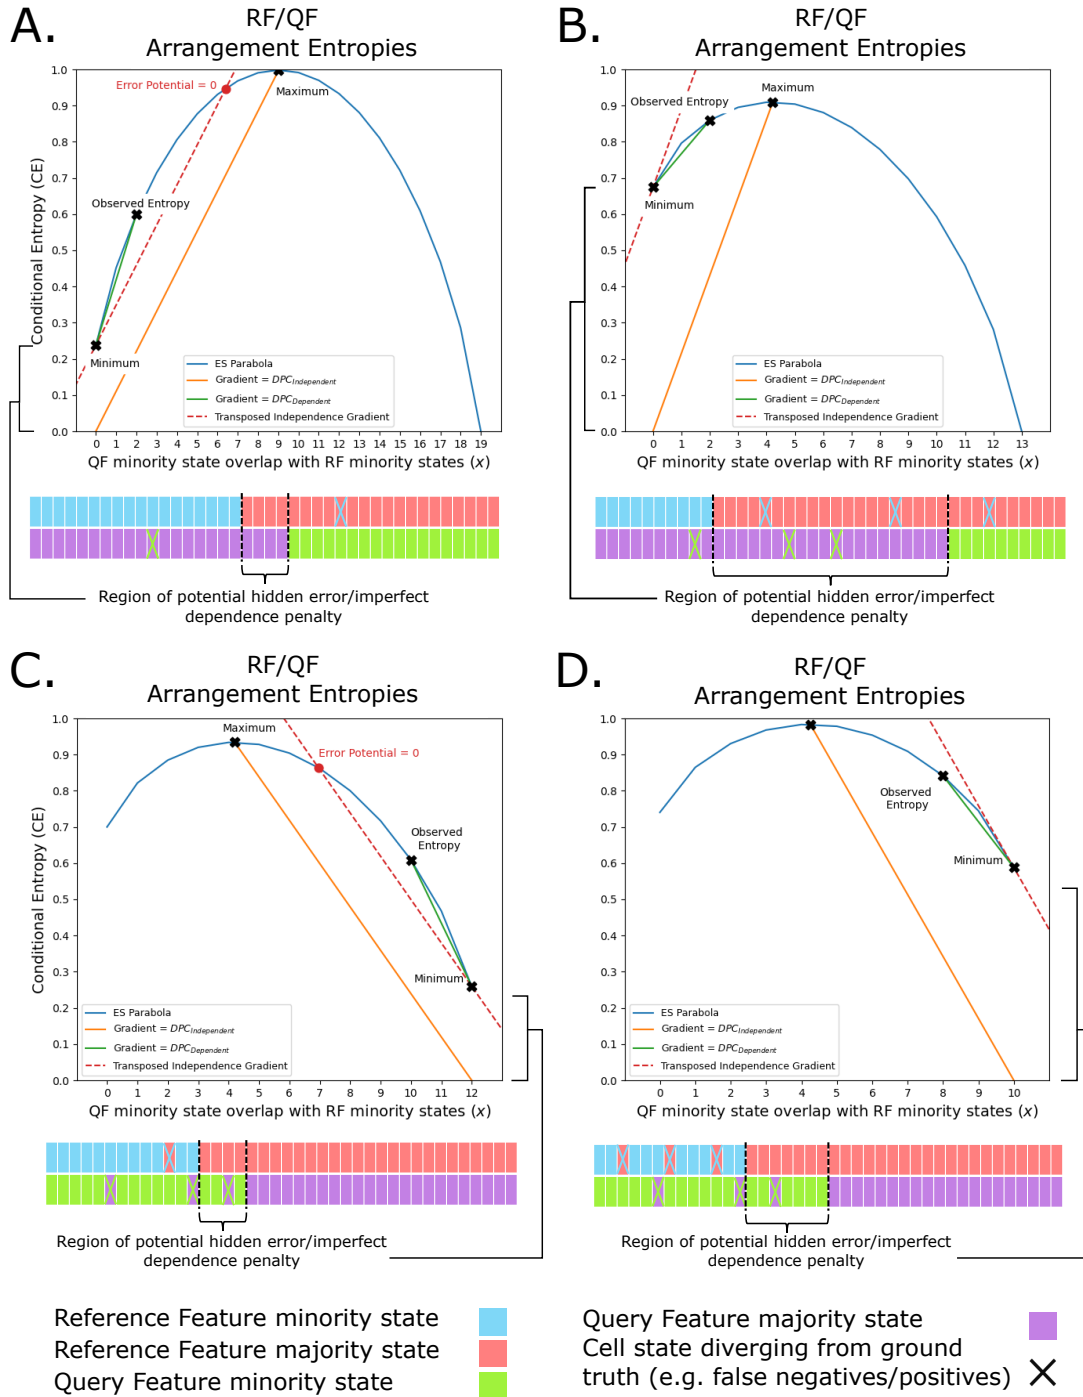 A.
RF/QF
Arrangement Entropies
1.0
0.9
0.8
0.7
0.6
0.5
0.4
0.3
0.2
0.1
0.0
Conditional Entropy (CE)
Error Potential = 0
Maximum
Observed Entropy
Minimum
ES Parabola
Gradient = DPC_Independent
Gradient = DPC_Dependent
Transposed Independence Gradient
0 1 2 3 4 5 6 7 8 9 10 11 12 13 14 15 16 17 18 19
QF minority state overlap with RF minority states (x)
Region of potential hidden error/imperfect
dependence penalty
B.
RF/QF
Arrangement Entropies
1.0
0.9
0.8
0.7
0.6
0.5
0.4
0.3
0.2
0.1
0.0
Maximum
Observed Entropy
Minimum
ES Parabola
Gradient = DPC_Independent
Gradient = DPC_Dependent
Transposed Independence Gradient
0 1 2 3 4 5 6 7 8 9 10 11 12 13
QF minority state overlap with RF minority states (x)
Region of potential hidden error/imperfect
dependence penalty
C.
RF/QF
Arrangement Entropies
1.0
0.9
0.8
0.7
0.6
0.5
0.4
0.3
0.2
0.1
0.0
Conditional Entropy (CE)
Maximum
Error Potential = 0
Observed
Entropy
Minimum
ES Parabola
Gradient = DPC_Independent
Gradient = DPC_Dependent
Transposed Independence Gradient
0 1 2 3 4 5 6 7 8 9 10 11 12
QF minority state overlap with RF minority states (x)
Region of potential hidden error/imperfect
dependence penalty
D.
RF/QF
Arrangement Entropies
1.0
0.9
0.8
0.7
0.6
0.5
0.4
0.3
0.2
0.1
0.0
Observed
Entropy
Minimum
ES Parabola
Gradient = DPC_Independent
Gradient = DPC_Dependent
Transposed Independence Gradient
0 1 2 3 4 5 6 7 8 9 10
QF minority state overlap with RF minority states (x)
Region of potential hidden error/imperfect
dependence penalty
Reference Feature minority state
Reference Feature majority state
Query Feature minority state
Query Feature majority state
Cell state diverging from ground
truth (e.g. false negatives/positives)